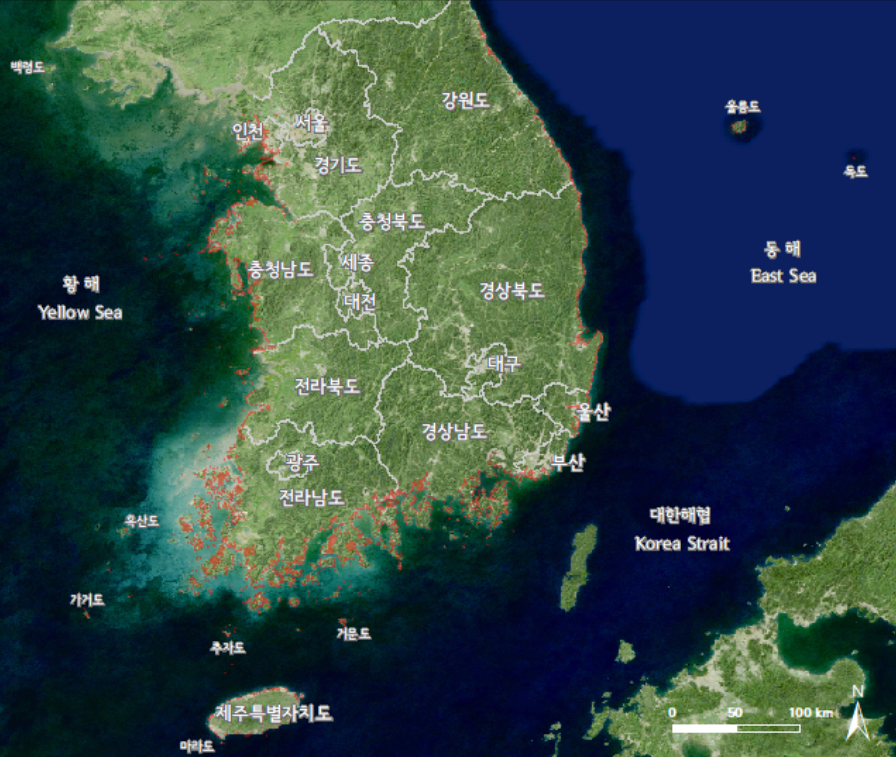 백령도
강원도
울릉도
인천
서울
경기도
독도
충청북도
동 해
East Sea
세종
충청남도
황 해
Yellow Sea
대전
경상북도
대구
전라북도
울산
경상남도
광주
부산
전라남도
흑산도
대한해협
Korea Strait
가거도
거문도
추자도
제주특별자치도
마라도
N
0 50 100 km